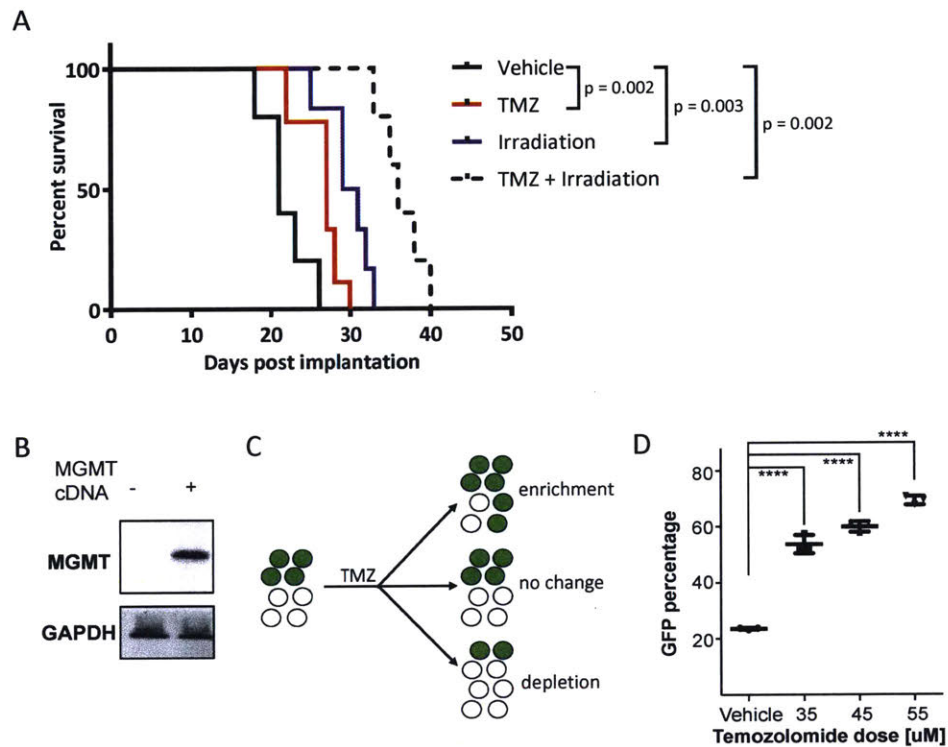 A
Percent survival
100
50
0
0 10 20 30 40 50
Days post implantation
Vehicle
TMZ
Irradiation
TMZ + Irradiation
p = 0.002
p = 0.003
p = 0.002
B
MGMT
cDNA - +
MGMT
GAPDH
C
TMZ
enrichment
no change
depletion
D
GFP percentage
80
60
40
20
****
****
****
Vehicle 35 45 55
Temozolomide dose [uM]